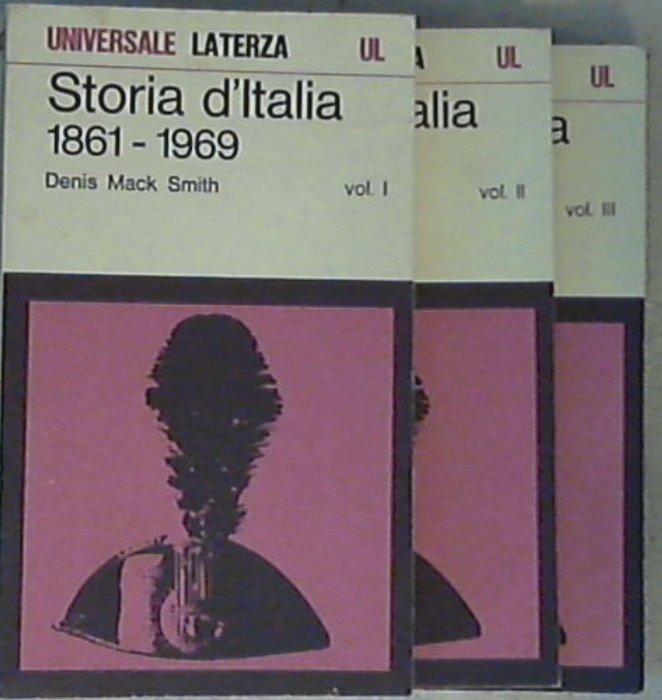 UNIVERSALE LATERZA UL
Storia d'Italia
1861 - 1969
Denis Mack Smith vol. I
A UL
alia
vol. II
UL
a
vol. III